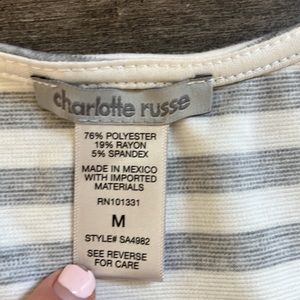 charlotte russe
76% POLYESTER
19% RAYON
5% SPANDEX
MADE IN MEXICO
WITH IMPORTED
MATERIALS
RN101331
M
STYLE# SA4982
SEE REVERSE
FOR CARE